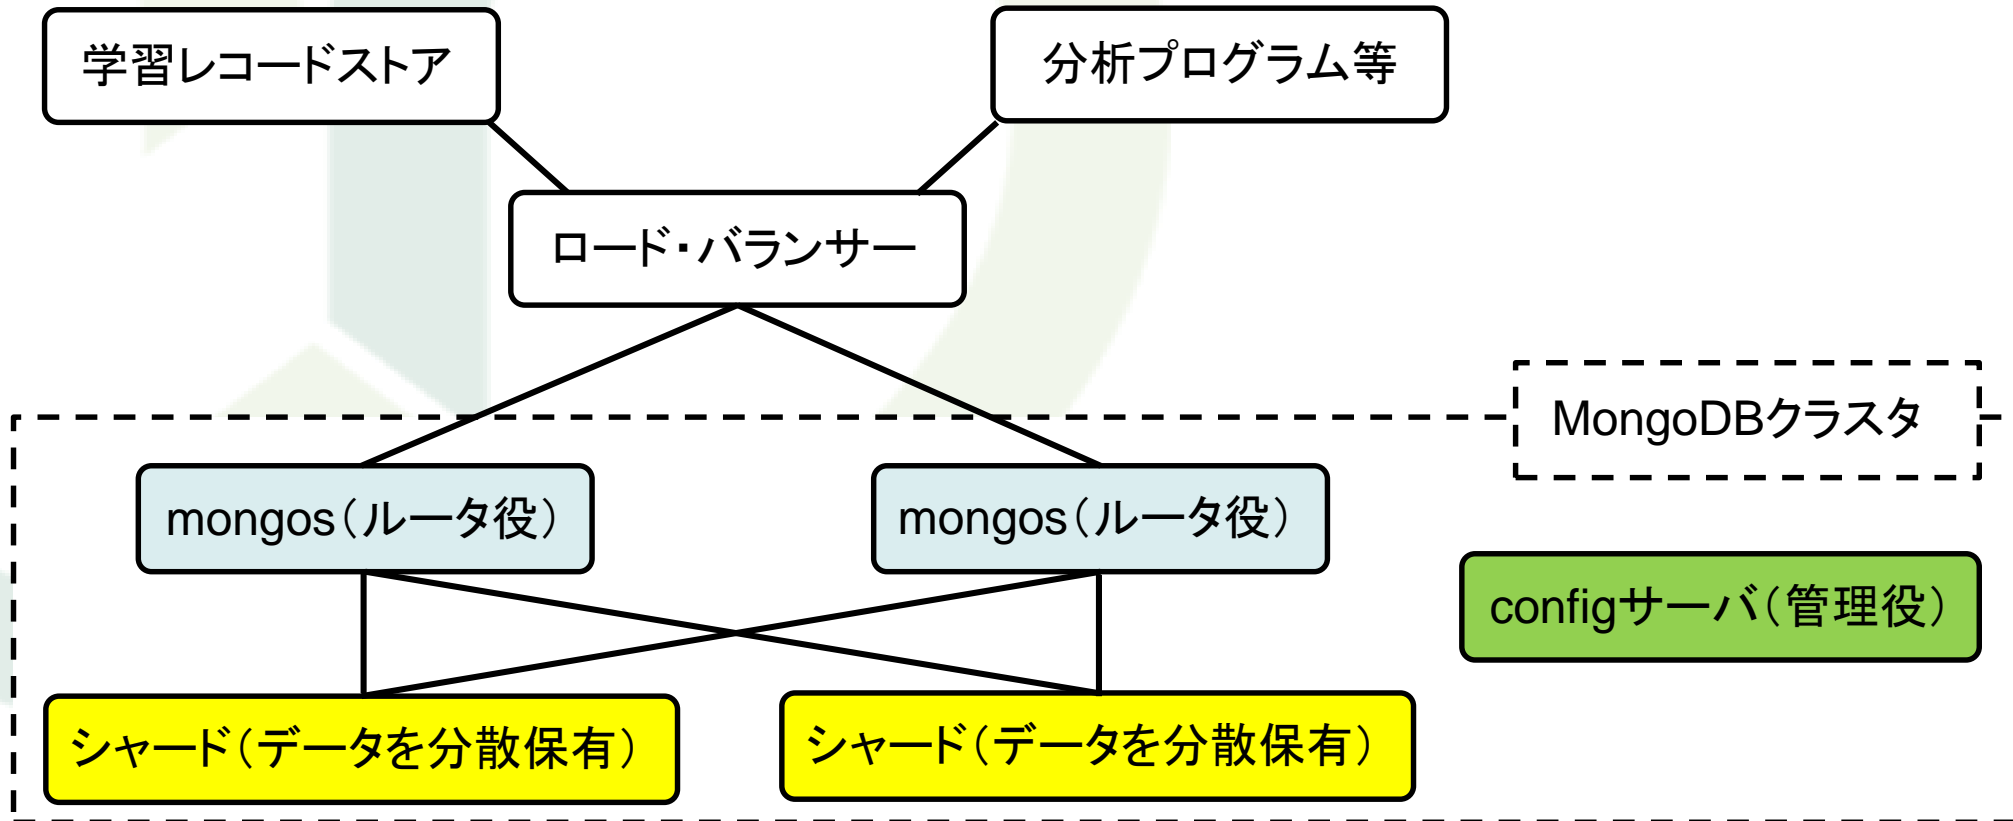 学習レコードストア
分析プログラム等
ロード・バランサー
MongoDBクラスタ
mongos（ルータ役）
mongos（ルータ役）
configサーバ（管理役）
シャード（データを分散保有）
シャード（データを分散保有）